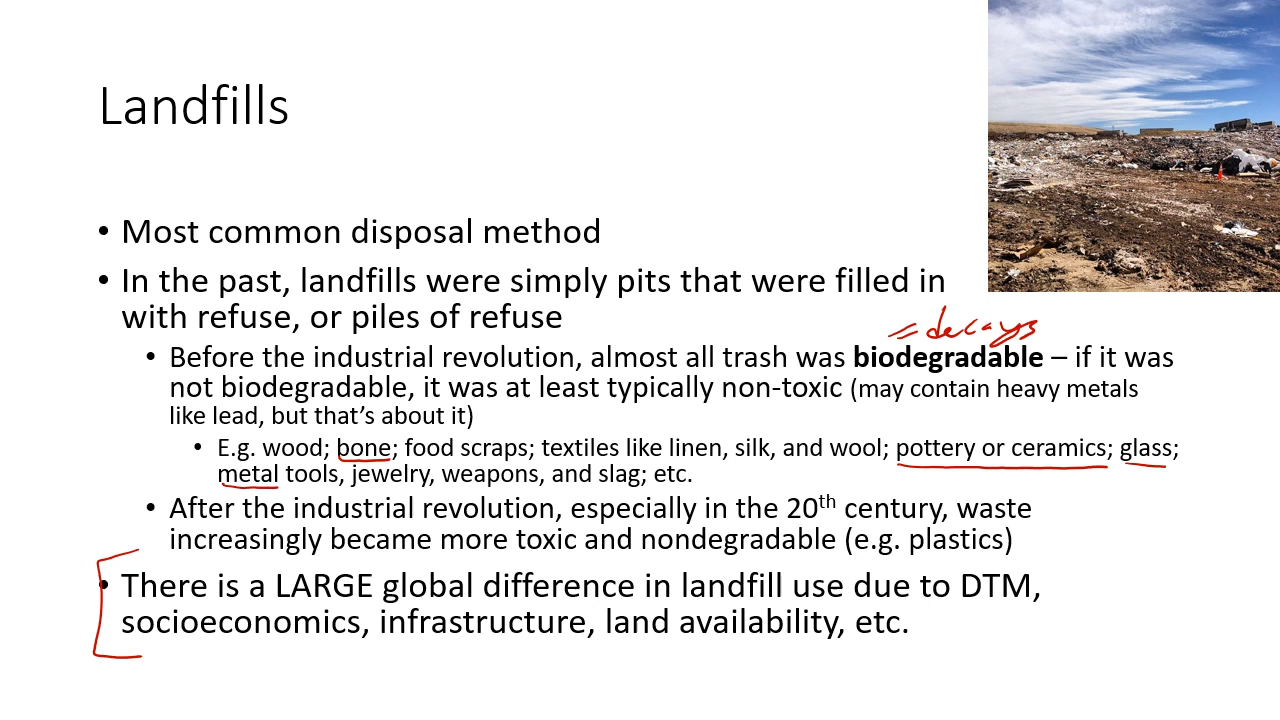 Landfills
• Most common disposal method
• In the past, landfills were simply pits that were filled in
with refuse, or piles of refuse
= decays
• Before the industrial revolution, almost all trash was biodegradable – if it was
not biodegradable, it was at least typically non-toxic (may contain heavy metals
like lead, but that's about it)
• E.g. wood; bone; food scraps; textiles like linen, silk, and wool; pottery or ceramics; glass;
metal tools, jewelry, weapons, and slag; etc.
• After the industrial revolution, especially in the 20th century, waste
increasingly became more toxic and nondegradable (e.g. plastics)
• There is a LARGE global difference in landfill use due to DTM,
socioeconomics, infrastructure, land availability, etc.